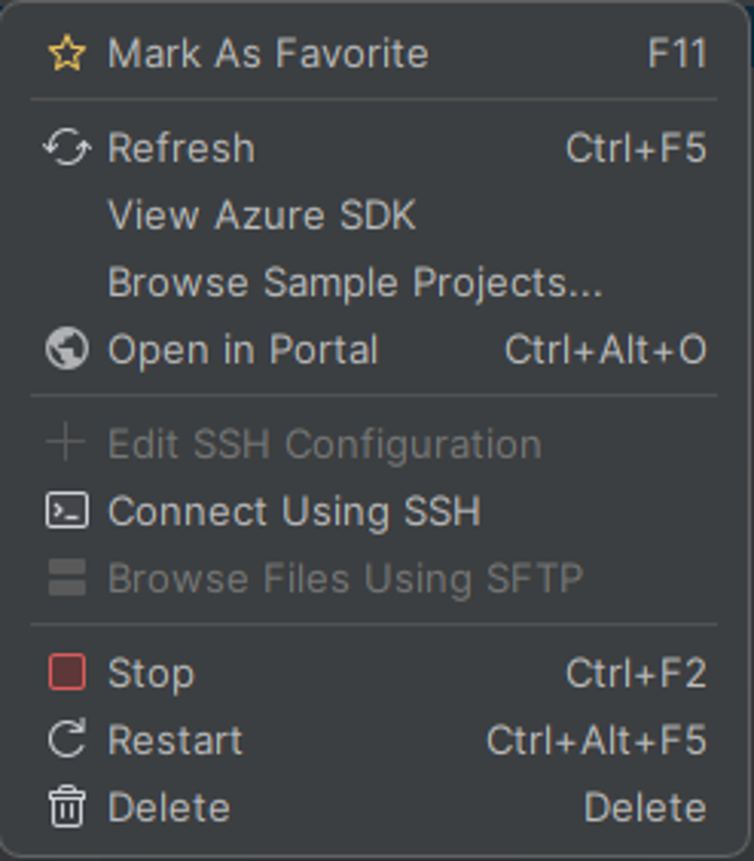 Mark As Favorite F11
Refresh Ctrl+F5
View Azure SDK
Browse Sample Projects...
Open in Portal Ctrl+Alt+O
Edit SSH Configuration
Connect Using SSH
Browse Files Using SFTP
Stop Ctrl+F2
Restart Ctrl+Alt+F5
Delete Delete